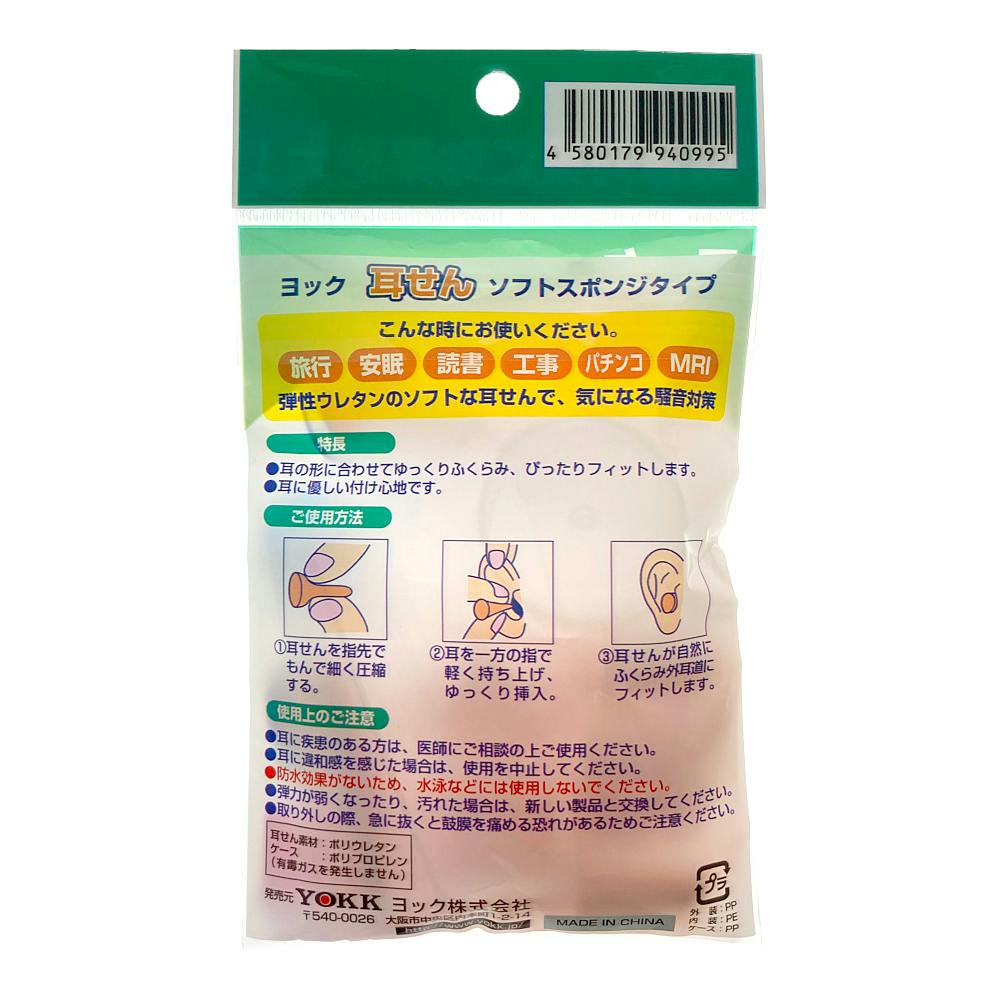 4 580179 940995
ヨック 耳せん ソフトスポンジタイプ
こんな時にお使いください。
旅行 安眠 読書 工事 パチンコ MRI
弾性ウレタンのソフトな耳せんで、気になる騒音対策
特長
●耳の形に合わせてゆっくりふくらみ、ぴったりフィットします。
●耳に優しい付け心地です。
ご使用方法
①耳せんを指先で
もんで細く圧縮
する。
②耳を一方の指で
軽く持ち上げ、
ゆっくり挿入。
③耳せんが自然に
ふくらみ外耳道に
フィットします。
使用上のご注意
●耳に疾患のある方は、医師にご相談の上ご使用ください。
●耳に違和感を感じた場合は、使用を中止してください。
●防水効果がないため、水泳などには使用しないでください。
●弾力が弱くなったり、汚れた場合は、新しい製品と交換してください。
●取り外しの際、急に抜くと鼓膜を痛める恐れがあるためご注意ください。
耳せん素材：ポリウレタン
ケース　：ポリプロピレン
（有毒ガスを発生しません）
発売元 YOKK ヨック株式会社
〒540-0026 大阪市中央区内本町1-2-14
http://www.yokk.jp/
MADE IN CHINA
プラ
外　装：PP
内　装：PE
ケース：PP